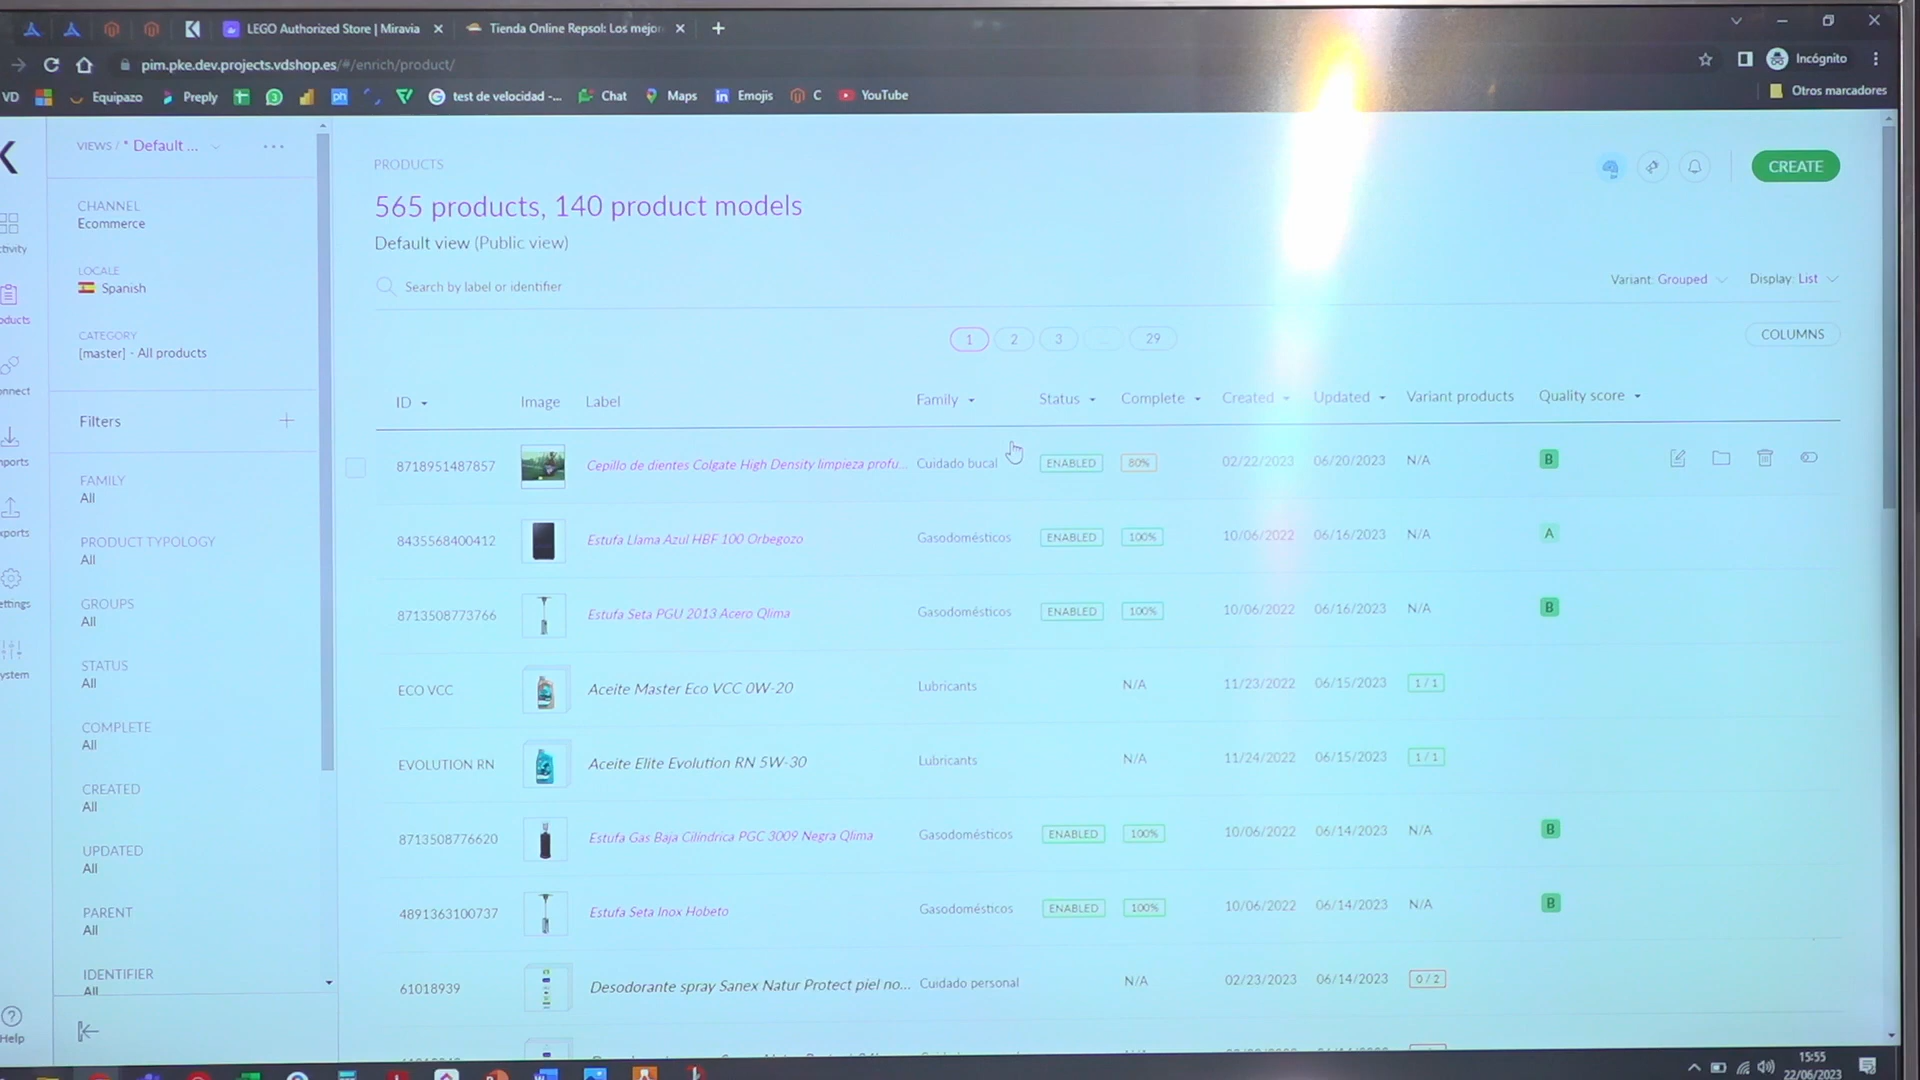 LEGO Authorized Store | Miravia
Tienda Online Repsol: Los mejor
pim.pke.dev.projects.vdshop.es/#/enrich/product/
Incógnito
VD
Equipazo
Preply
ph
test de velocidad -...
Chat
Maps
in Emojis
C
YouTube
Otros marcadores
VIEWS / * Default ...
CHANNEL
Ecommerce
LOCALE
Spanish
CATEGORY
[master] - All products
Filters
FAMILY
All
PRODUCT TYPOLOGY
All
GROUPS
All
STATUS
All
COMPLETE
All
CREATED
All
UPDATED
All
PARENT
All
IDENTIFIER
All
tivity
oducts
onnect
mports
xports
ettings
ystem
Help
PRODUCTS
565 products, 140 product models
Default view (Public view)
CREATE
Search by label or identifier
Variant: Grouped
Display: List
1 2 3 ... 29
COLUMNS
ID Image Label Family Status Complete Created Updated Variant products Quality score
8718951487857 Cepillo de dientes Colgate High Density limpieza profu... Cuidado bucal ENABLED 80% 02/22/2023 06/20/2023 N/A B
8435568400412 Estufa Llama Azul HBF 100 Orbegozo Gasodomésticos ENABLED 100% 10/06/2022 06/16/2023 N/A A
8713508773766 Estufa Seta PGU 2013 Acero Qlima Gasodomésticos ENABLED 100% 10/06/2022 06/16/2023 N/A B
ECO VCC Aceite Master Eco VCC 0W-20 Lubricants N/A 11/23/2022 06/15/2023 1 / 1
EVOLUTION RN Aceite Elite Evolution RN 5W-30 Lubricants N/A 11/24/2022 06/15/2023 1 / 1
8713508776620 Estufa Gas Baja Cilíndrica PGC 3009 Negra Qlima Gasodomésticos ENABLED 100% 10/06/2022 06/14/2023 N/A B
4891363100737 Estufa Seta Inox Hobeto Gasodomésticos ENABLED 100% 10/06/2022 06/14/2023 N/A B
61018939 Desodorante spray Sanex Natur Protect piel no... Cuidado personal N/A 02/23/2023 06/14/2023 0 / 2
15:55
22/06/2023